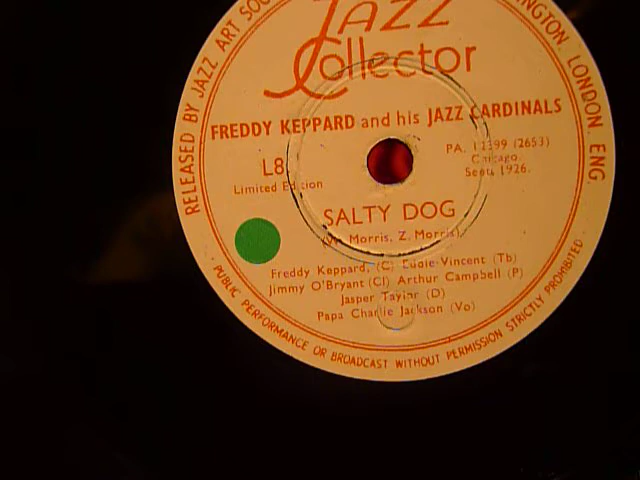 JAZZ
Collector
RELEASED BY JAZZ ART SOC
INGTON. LONDON. ENG.
FREDDY KEPPARD and his JAZZ CARDINALS
L8
Limited Edition
PA. (2653)
Chicago.
Sept. 1926.
SALTY DOG
Morris, Z. Morris)
Freddy Keppard, (C) Eddie Vincent (Tb)
Jimmy O'Bryant (Cl) Arthur Campbell (P)
Jasper Taylor (D)
Papa Charlie Jackson (Vo)
PUBLIC PERFORMANCE OR BROADCAST WITHOUT PERMISSION STRICTLY PROHIBITED